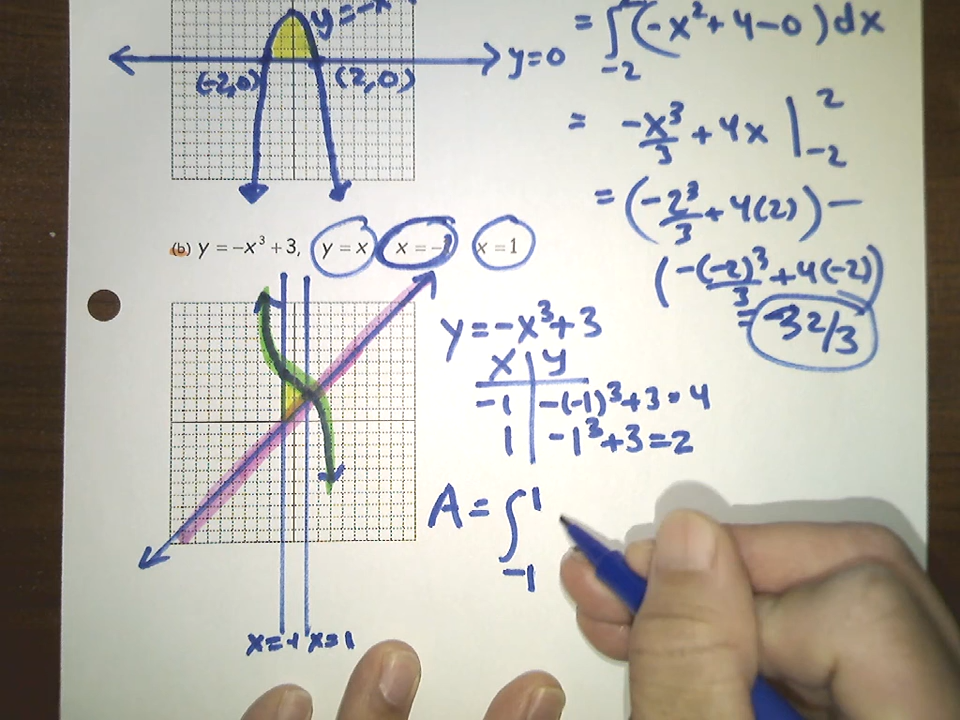 y=-x
= ∫₋₂ (-x²+4-0)dx
y=0
(-2,0) (2,0)
= -x³/3 + 4x |²₋₂
= (-2³/3 + 4(2)) -
(-(-2)³/3 + 4(-2))
= 32/3
(b) y = -x³ + 3, y = x x = -1 x = 1
y=-x³+3
x | y
-1 | -(-1)³+3=4
1 | -1³+3=2
A = ∫¹₋₁
x=-1 x=1